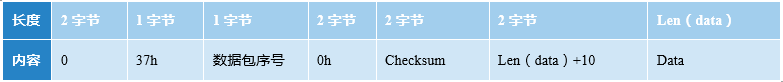 长度 2 字节 1 字节 1 字节 2 字节 2 字节 2 字节 Len（data）
内容 0 37h 数据包序号 0h Checksum Len（data）+10 Data